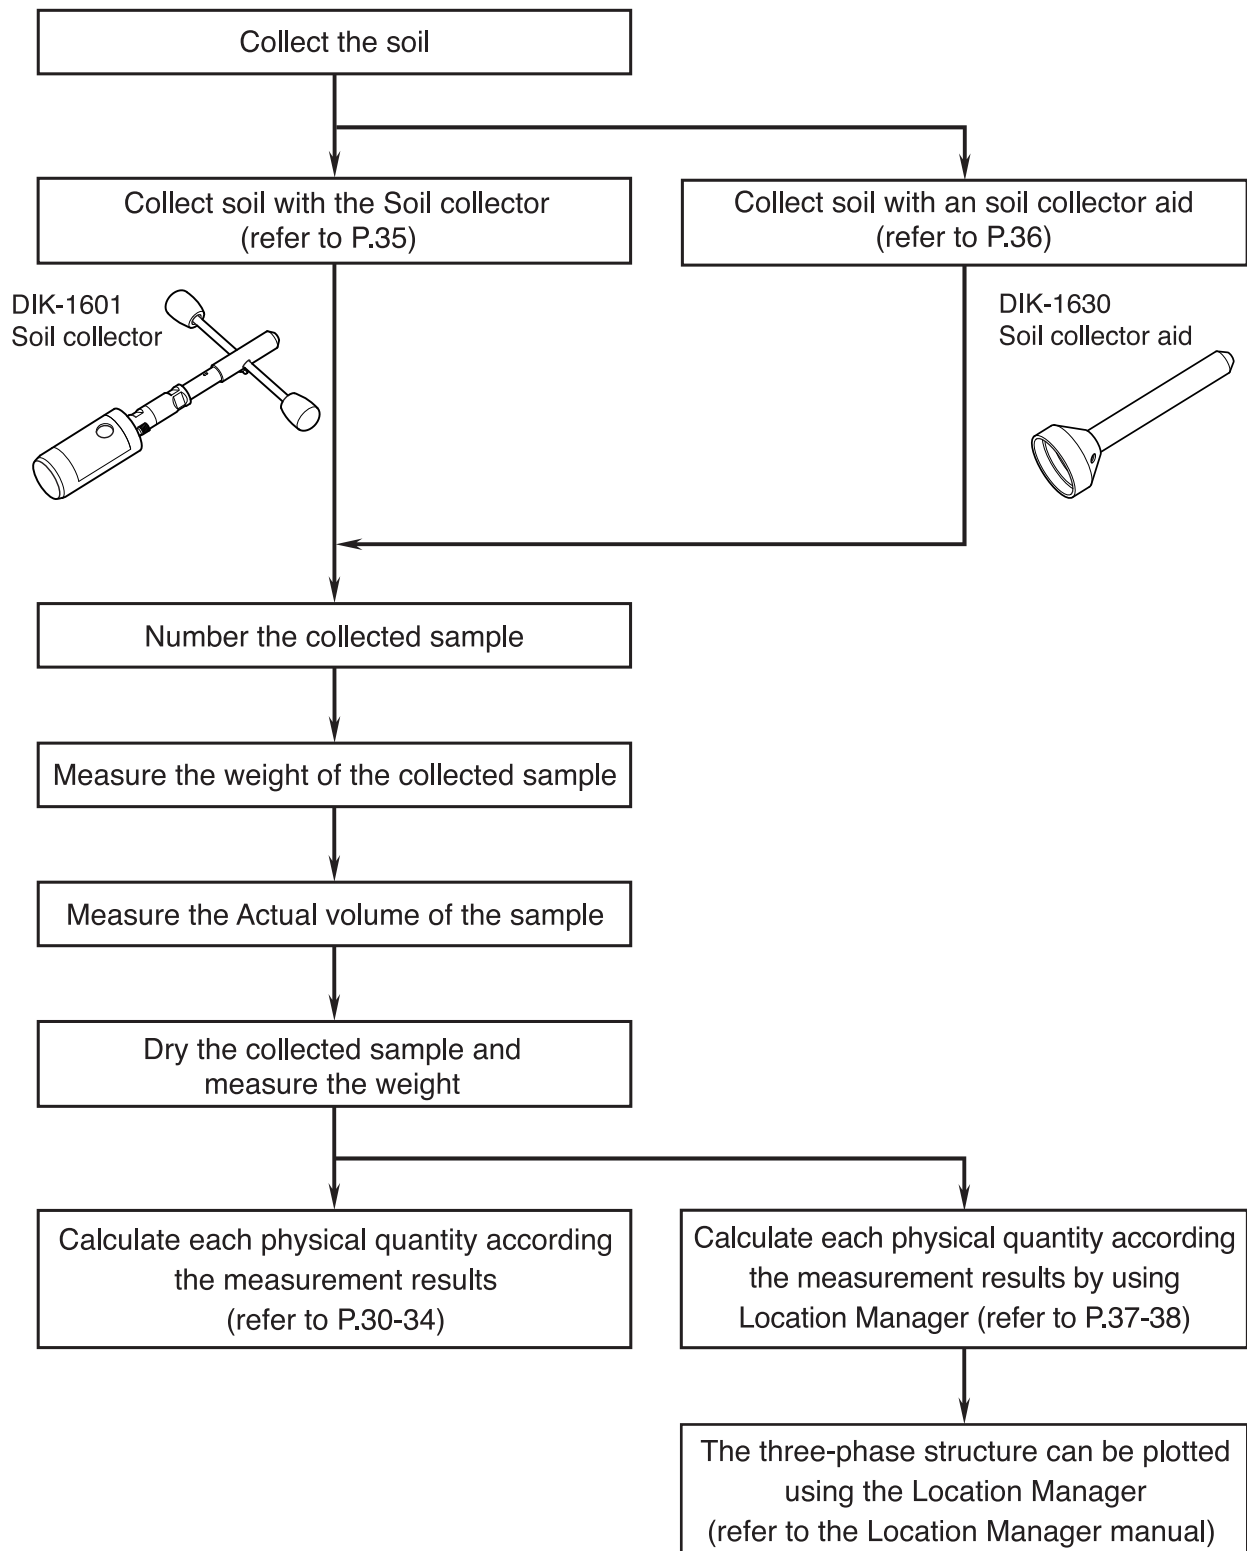 Collect the soil
Collect soil with the Soil collector
(refer to P.35)
Collect soil with an soil collector aid
(refer to P.36)
DIK-1601
Soil collector
DIK-1630
Soil collector aid
Number the collected sample
Measure the weight of the collected sample
Measure the Actual volume of the sample
Dry the collected sample and
measure the weight
Calculate each physical quantity according
the measurement results
(refer to P.30-34)
Calculate each physical quantity according
the measurement results by using
Location Manager (refer to P.37-38)
The three-phase structure can be plotted
using the Location Manager
(refer to the Location Manager manual)